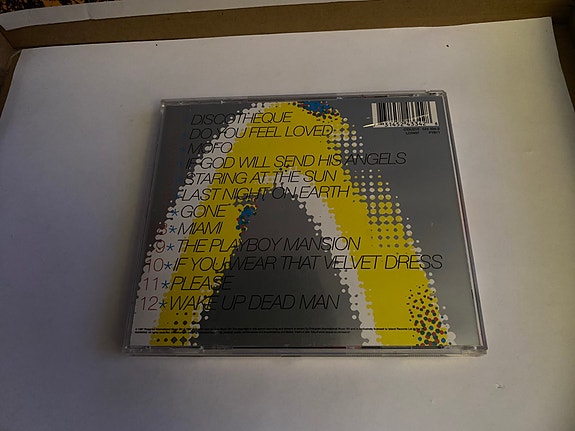 DISCOTHEQUE
DO YOU FEEL LOVED
MOFO
IF GOD WILL SEND HIS ANGELS
STARING AT THE SUN
LAST NIGHT ON EARTH
*GONE
8*MIAMI
9*THE PLAYBOY MANSION
10*IF YOU WEAR THAT VELVET DRESS
11*PLEASE
12*WAKE UP DEAD MAN